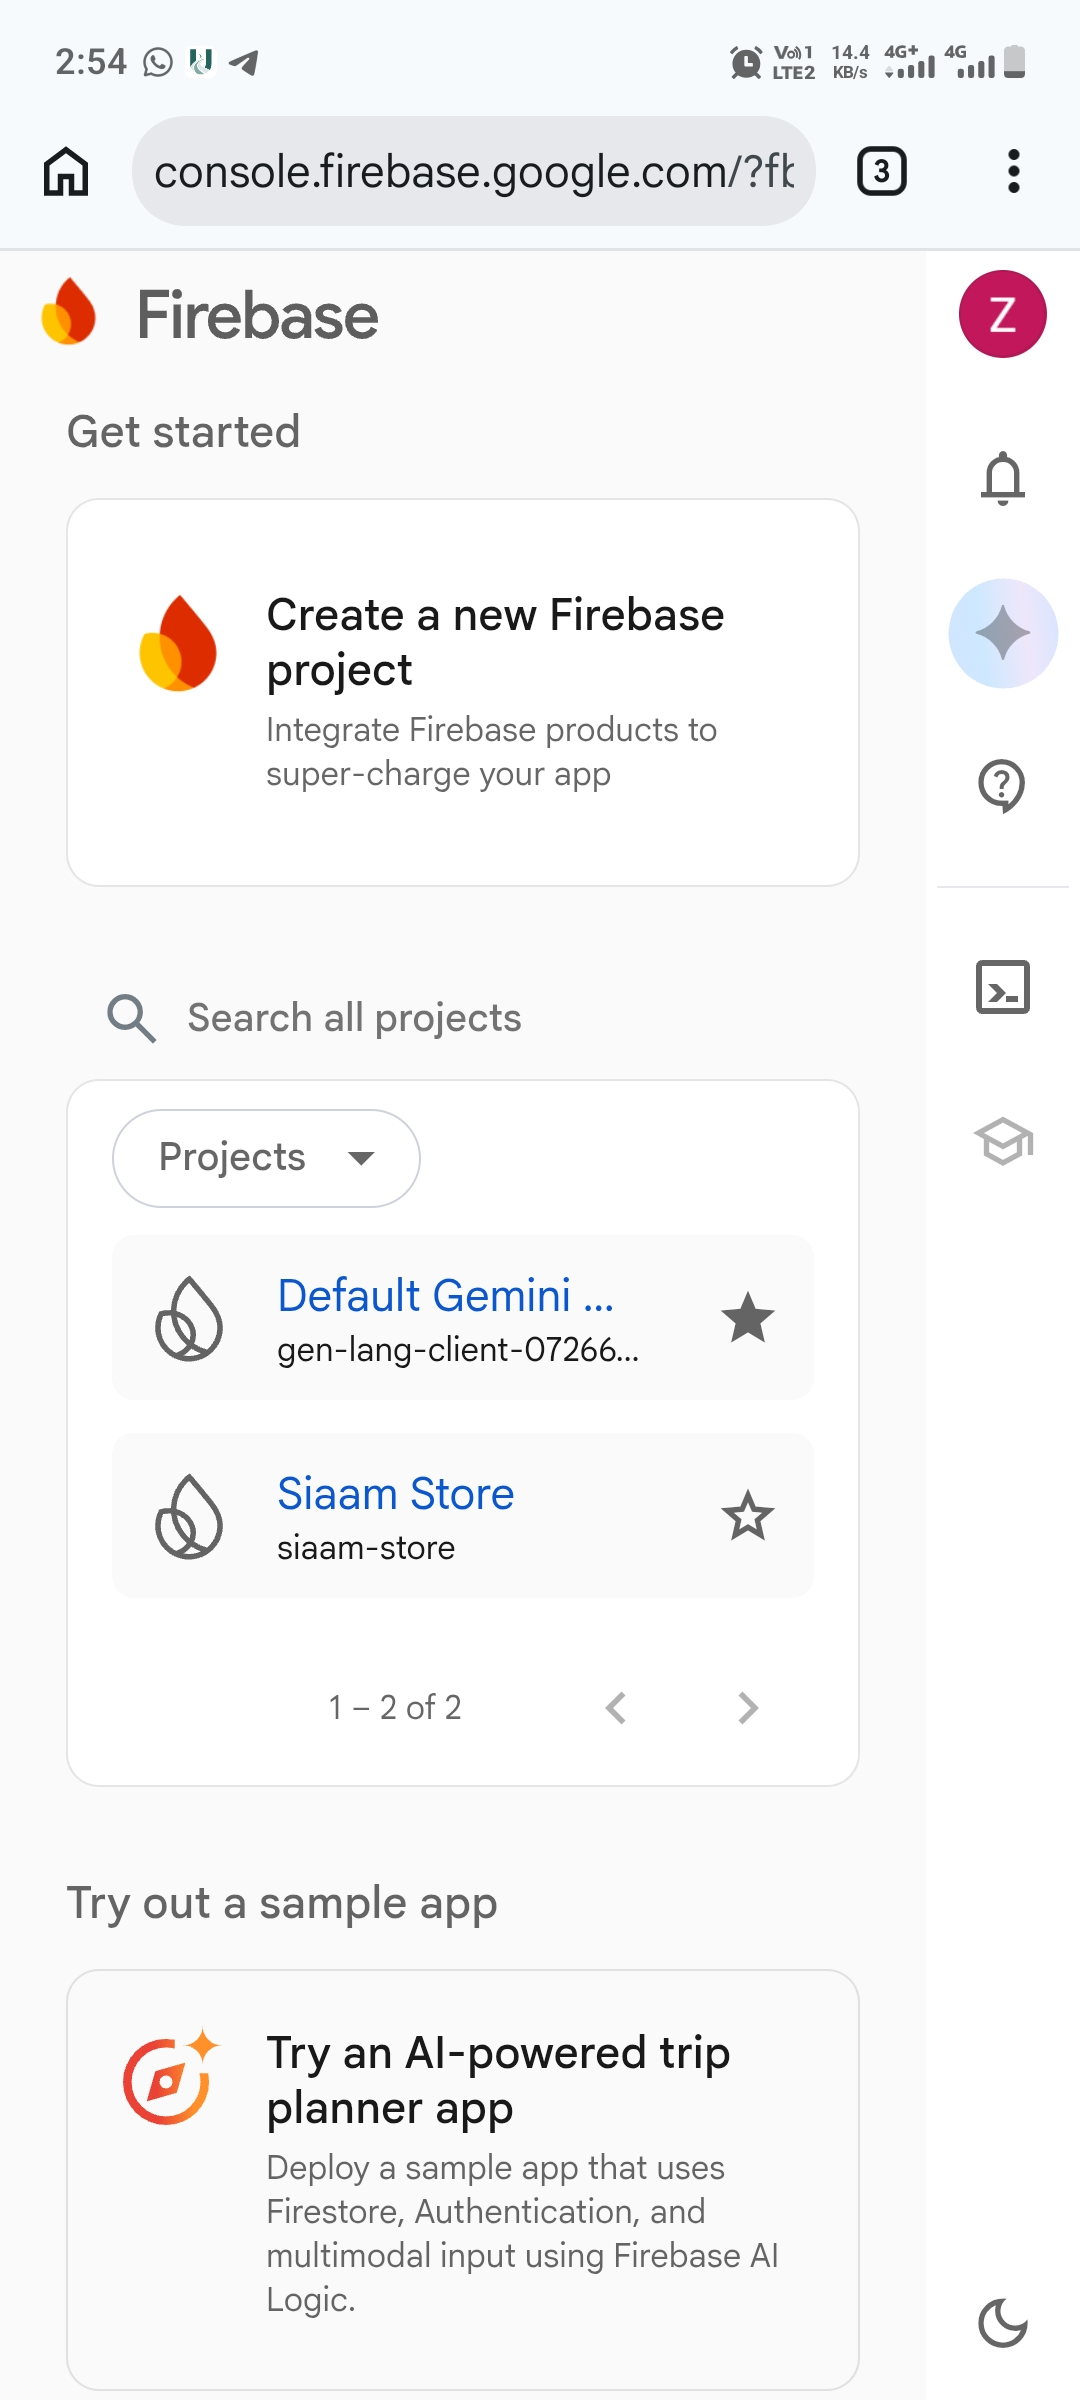 2:54
Vo)) 1
LTE2
14.4
KB/s
4G+
4G
console.firebase.google.com/?fb
3
Firebase
Z
Get started
Create a new Firebase
project
Integrate Firebase products to
super-charge your app
Search all projects
Projects
Default Gemini ...
gen-lang-client-07266...
Siaam Store
siaam-store
1 – 2 of 2
Try out a sample app
Try an AI-powered trip
planner app
Deploy a sample app that uses
Firestore, Authentication, and
multimodal input using Firebase AI
Logic.